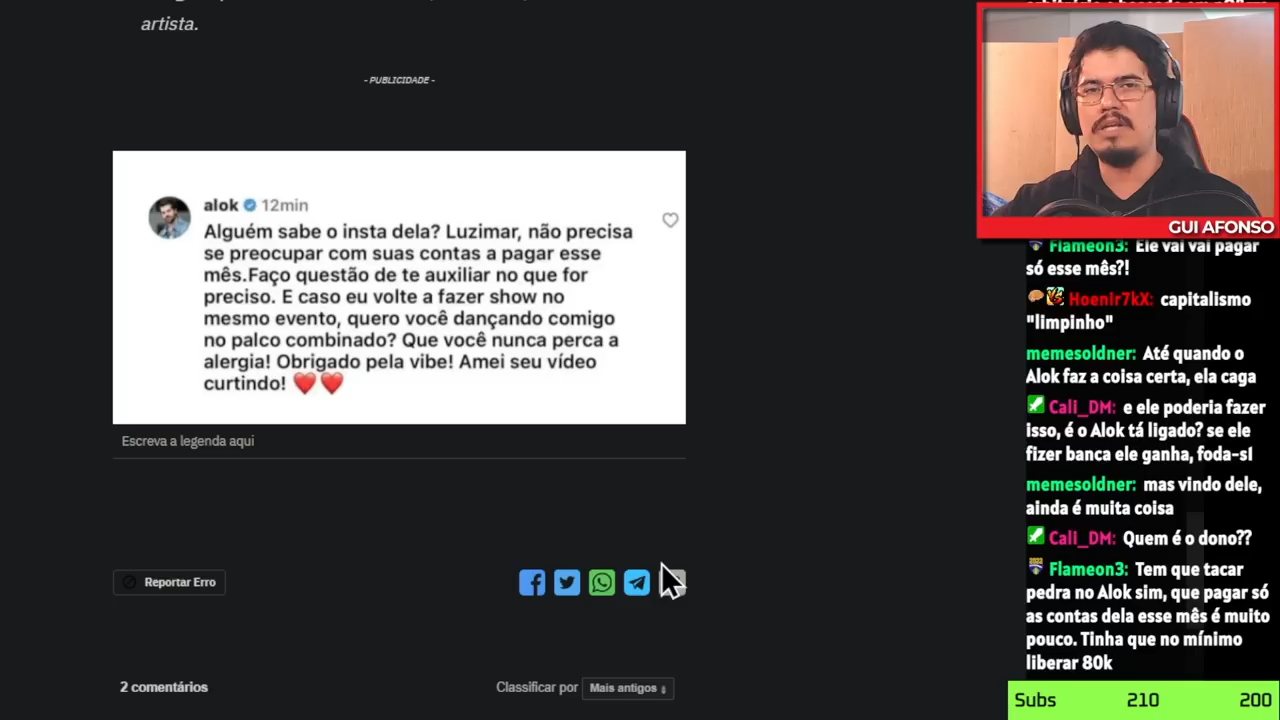 artista.
- PUBLICIDADE -
alok 12min
Alguém sabe o insta dela? Luzimar, não precisa
se preocupar com suas contas a pagar esse
mês.Faço questão de te auxiliar no que for
preciso. E caso eu volte a fazer show no
mesmo evento, quero você dançando comigo
no palco combinado? Que você nunca perca a
alergia! Obrigado pela vibe! Amei seu vídeo
curtindo! ❤️❤️
Escreva a legenda aqui
Reportar Erro
2 comentários
Classificar por Mais antigos
GUI AFONSO
Flameon3: Ele vai vai pagar
só esse mês?!
Hoenir7kX: capitalismo
"limpinho"
memesoldner: Até quando o
Alok faz a coisa certa, ela caga
Cali_DM: e ele poderia fazer
isso, é o Alok tá ligado? se ele
fizer banca ele ganha, foda-s1
memesoldner: mas vindo dele,
ainda é muita coisa
Cali_DM: Quem é o dono??
Flameon3: Tem que tacar
pedra no Alok sim, que pagar só
as contas dela esse mês é muito
pouco. Tinha que no mínimo
liberar 80k
Subs 210 200